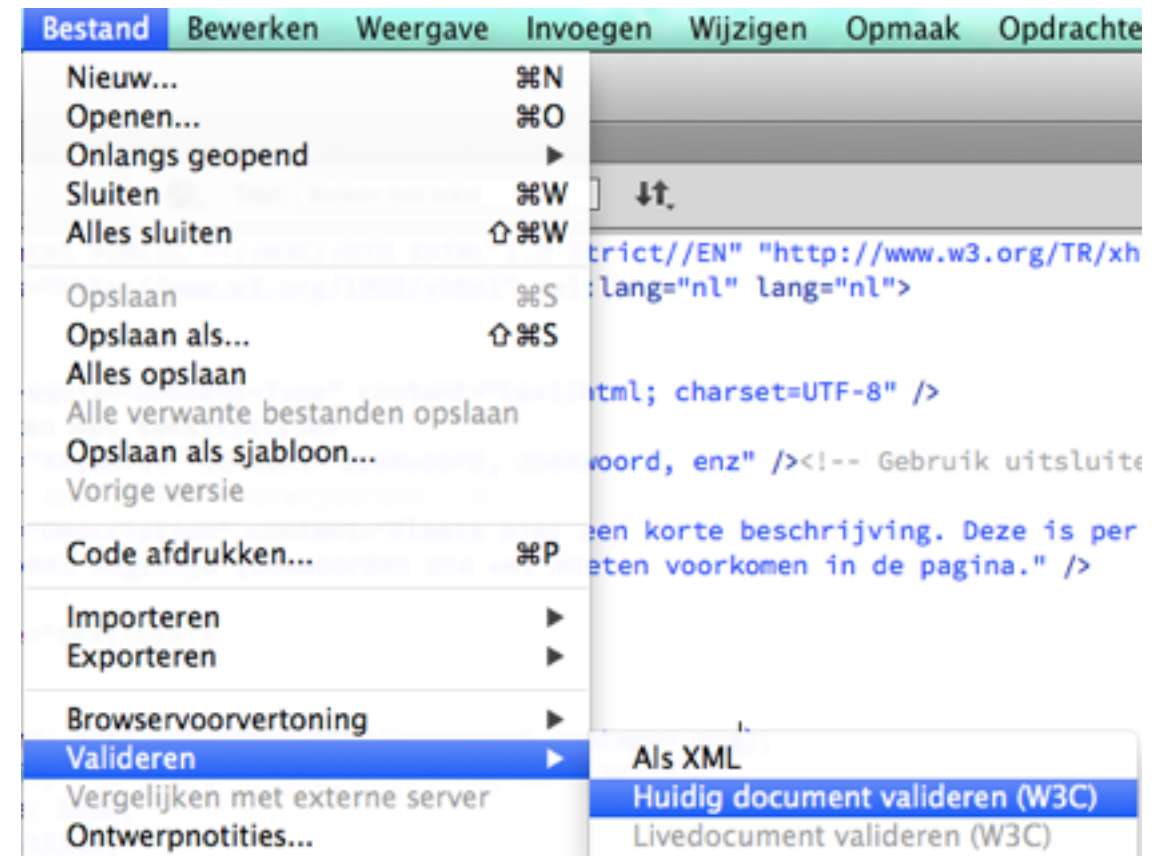 Bestand Bewerken Weergave Invoegen Wijzigen Opmaak Opdrachte
Nieuw... ⌘N
Openen... ⌘O
Onlangs geopend ▶
Sluiten ⌘W
Alles sluiten ⇧⌘W
trict//EN" "http://www.w3.org/TR/xh
Opslaan ⌘S
:lang="nl" lang="nl">
Opslaan als... ⇧⌘S
Alles opslaan
tml; charset=UTF-8" />
Alle verwante bestanden opslaan
Opslaan als sjabloon...
woord, enz" /><!-- Gebruik uitsluite
Vorige versie
een korte beschrijving. Deze is per
Code afdrukken... ⌘P
eten voorkomen in de pagina." />
Importeren ▶
Exporteren ▶
Browservoorvertoning ▶
Valideren ▶
Als XML
Vergelijken met externe server
Huidig document valideren (W3C)
Ontwerpnotities...
Livedocument valideren (W3C)